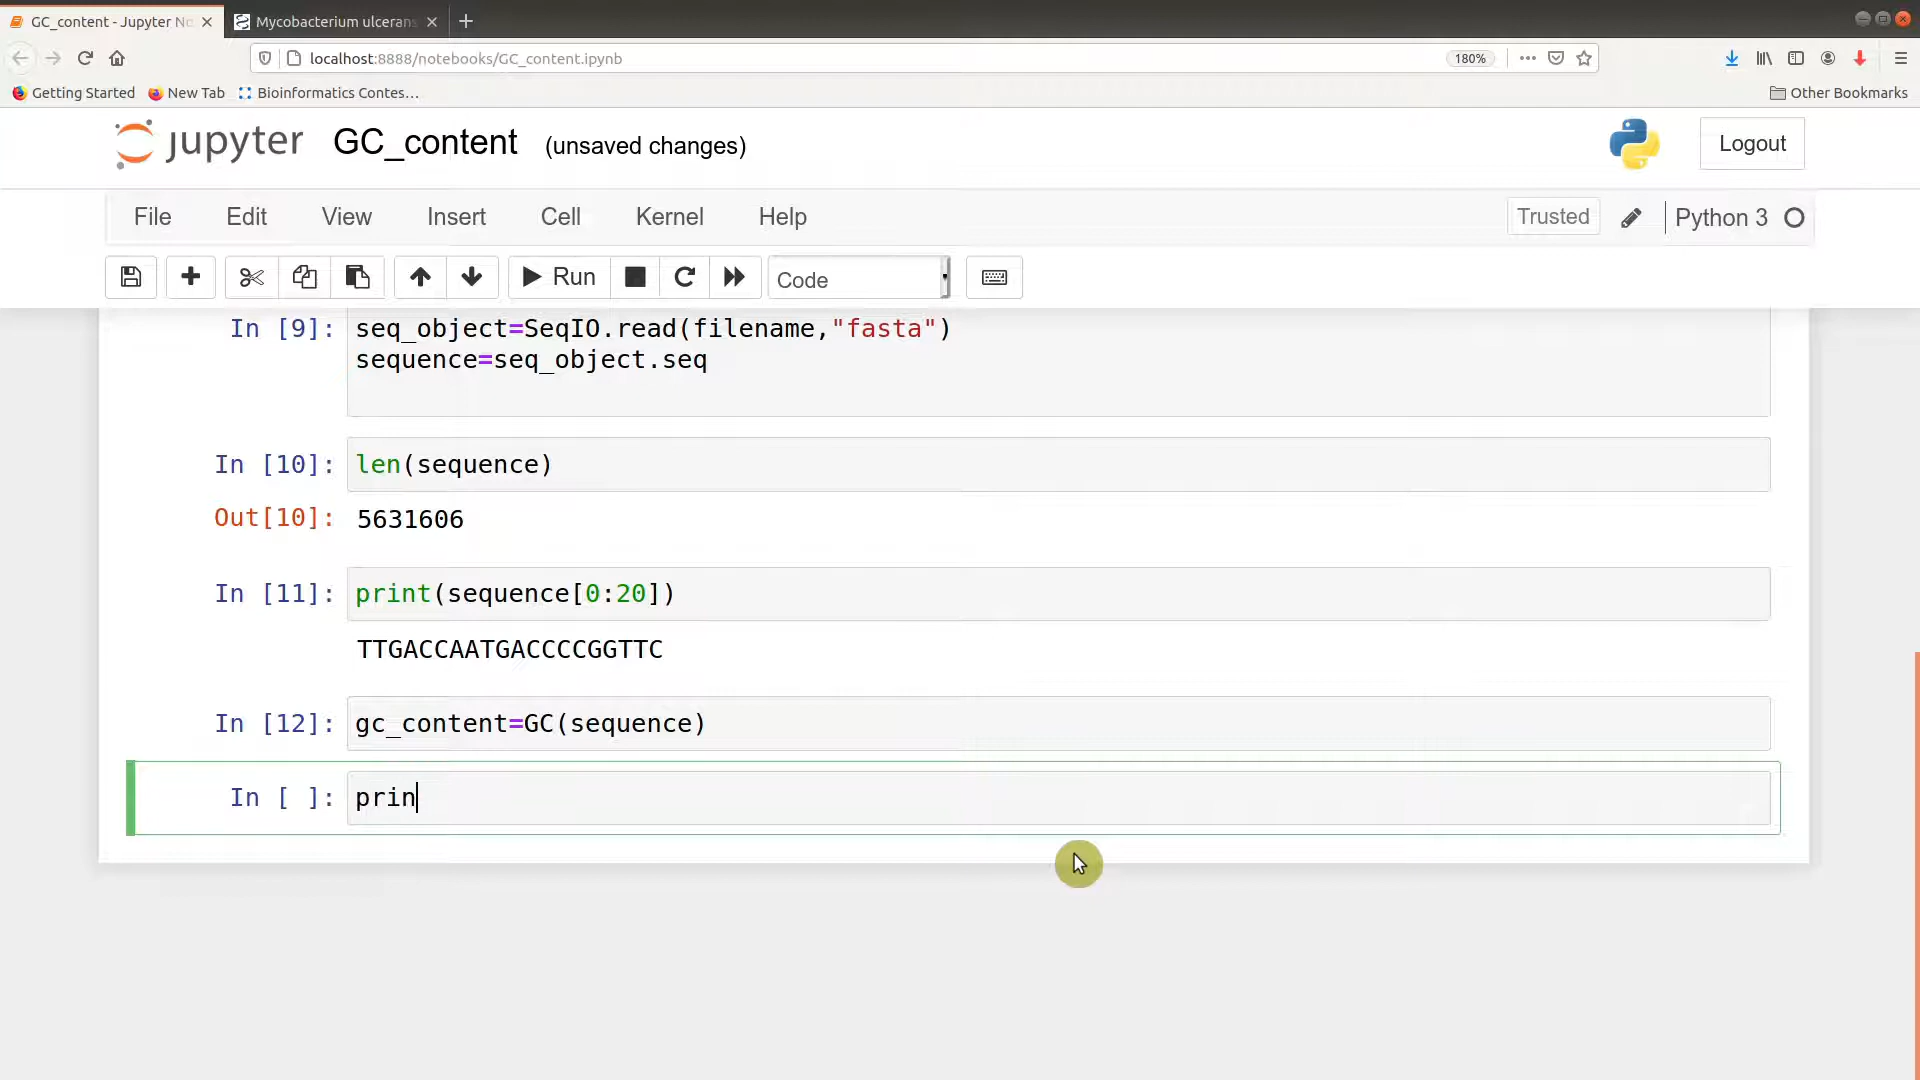 GC_content - Jupyter No
Mycobacterium ulcerans
localhost:8888/notebooks/GC_content.ipynb
180%
Getting Started
New Tab
Bioinformatics Contes…
Other Bookmarks
jupyter
GC_content
(unsaved changes)
Logout
File
Edit
View
Insert
Cell
Kernel
Help
Trusted
Python 3
Run
Code
In [9]:
seq_object=SeqIO.read(filename,"fasta")
sequence=seq_object.seq
In [10]:
len(sequence)
Out[10]:
5631606
In [11]:
print(sequence[0:20])
TTGACCAATGACCCCGGTTC
In [12]:
gc_content=GC(sequence)
In [ ]:
prin